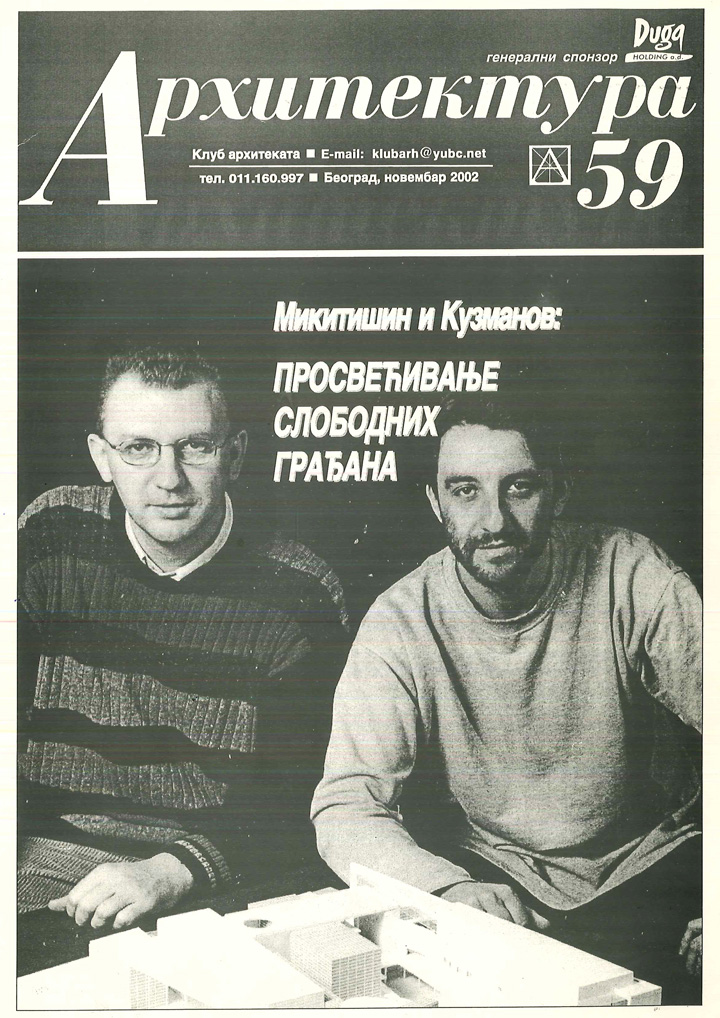 Duga
HOLDING a.d.
генерални спонзор
Архитектура
Клуб архитеката ■ E-mail: klubarh@yubc.net
тел. 011.160.997 ■ Београд, новембар 2002
59
Микитишин и Кузманов:
ПРОСВЕЋИВАЊЕ
СЛОБОДНИХ
ГРАЂАНА